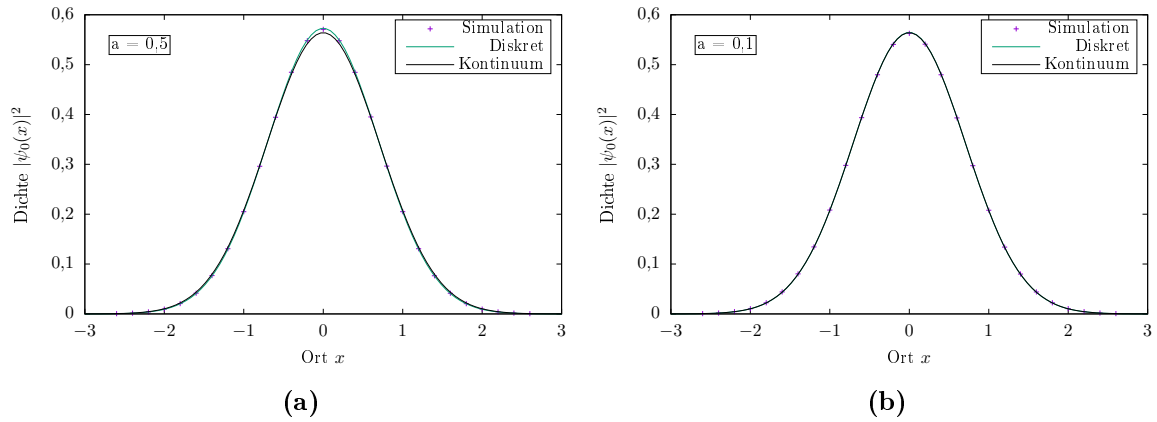 0,6
0,5
0,4
0,3
0,2
0,1
0
−3 −2 −1 0 1 2 3
Dichte |ψ₀(x)|²
Ort x
a = 0,5
Simulation
Diskret
Kontinuum
(a)
0,6
0,5
0,4
0,3
0,2
0,1
0
−3 −2 −1 0 1 2 3
Dichte |ψ₀(x)|²
Ort x
a = 0,1
Simulation
Diskret
Kontinuum
(b)